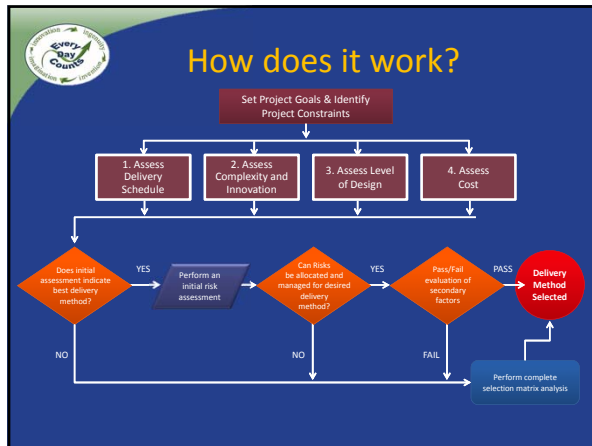 Innovation
Ingenuity
Invention
Imagination
Every
Day
Counts
How does it work?
Set Project Goals & Identify
Project Constraints
1. Assess
Delivery
Schedule
2. Assess
Complexity and
Innovation
3. Assess Level
of Design
4. Assess
Cost
Does initial
assessment indicate
best delivery
method?
YES
Perform an
initial risk
assessment
Can Risks
be allocated and
managed for desired
delivery method?
YES
Pass/Fail
evaluation of
secondary
factors
PASS
Delivery
Method
Selected
NO
NO
FAIL
Perform complete
selection matrix analysis